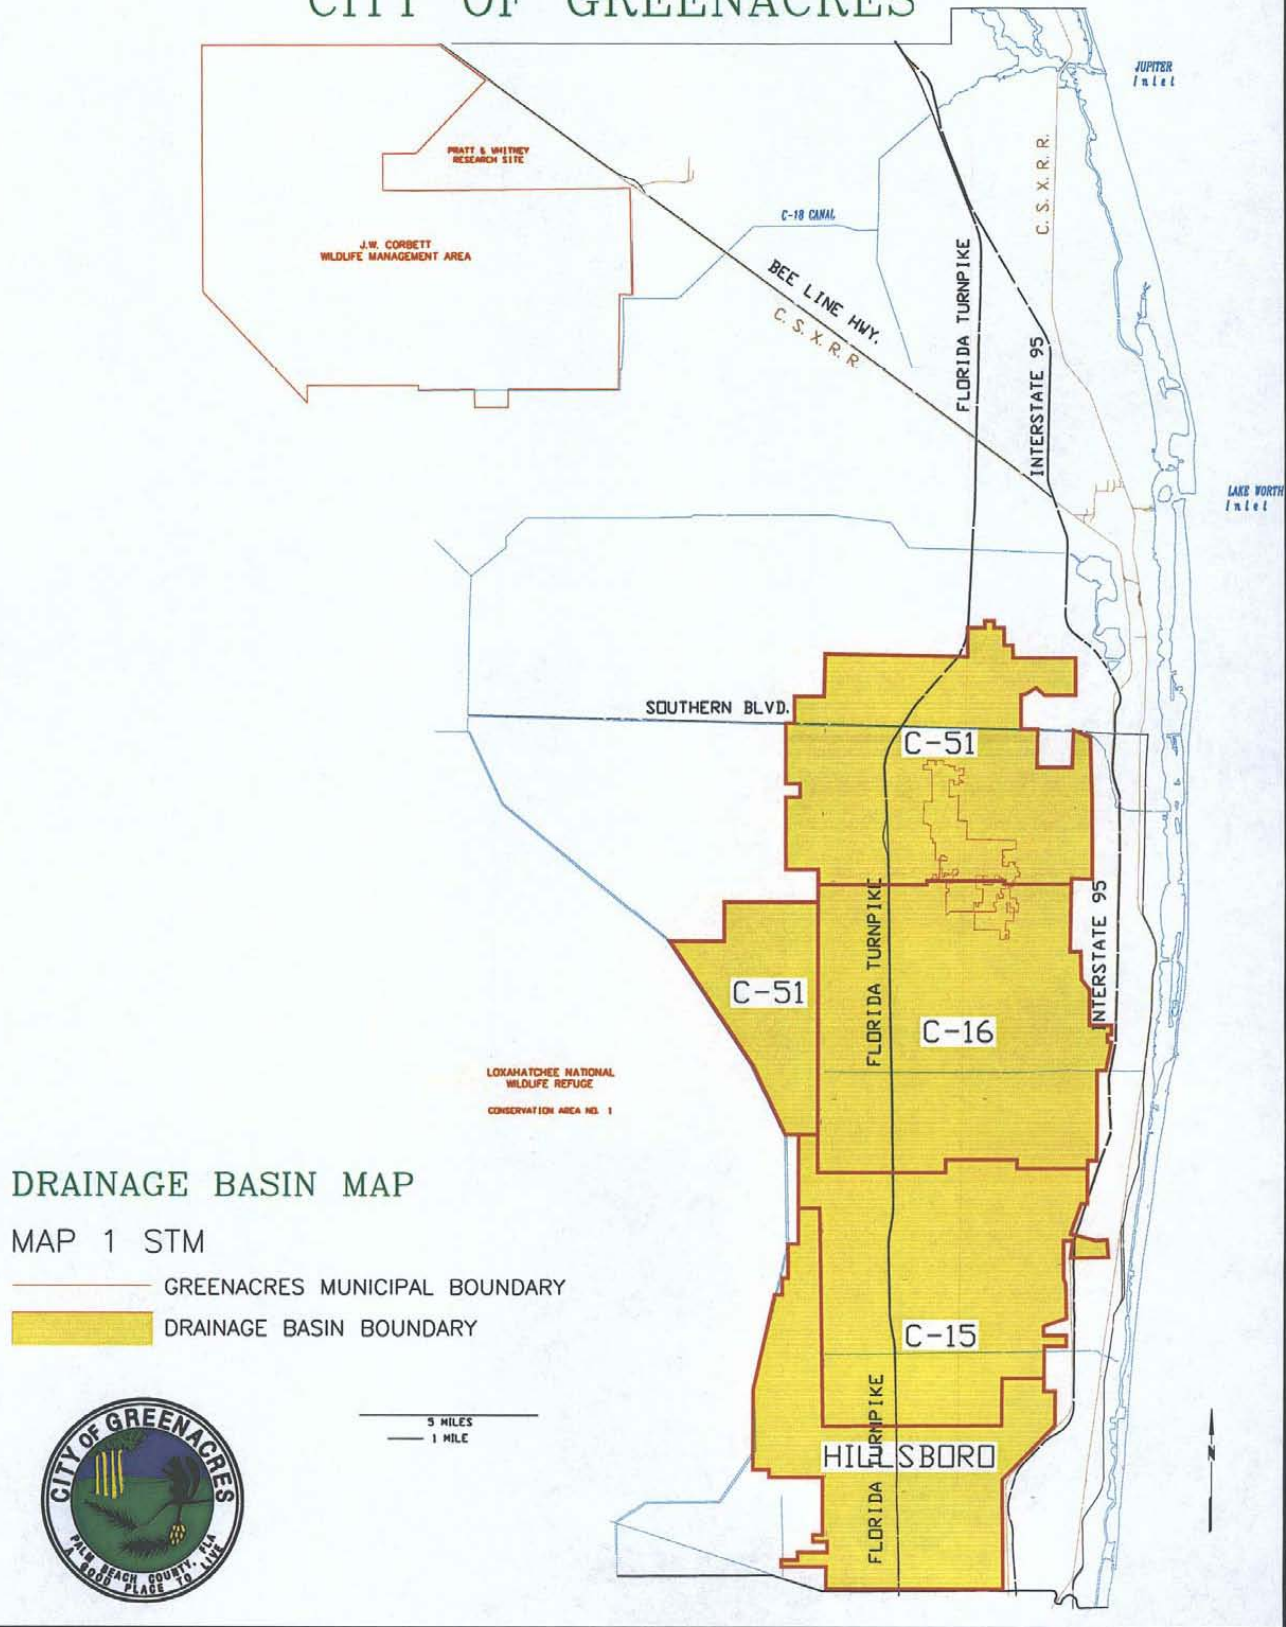 CITY OF GREENACRES
JUPITER
Inlet
PRATT & WHITNEY
RESEARCH SITE
C. S. X. R. R.
C-18 CANAL
J.W. CORBETT
WILDLIFE MANAGEMENT AREA
BEE LINE HWY.
C. S. X. R. R.
FLORIDA TURNPIKE
INTERSTATE 95
LAKE WORTH
Inlet
SOUTHERN BLVD.
C-51
FLORIDA TURNPIKE
INTERSTATE 95
C-51
C-16
LOXAHATCHEE NATIONAL
WILDLIFE REFUGE
CONSERVATION AREA NO. 1
DRAINAGE BASIN MAP
MAP 1 STM
GREENACRES MUNICIPAL BOUNDARY
DRAINAGE BASIN BOUNDARY
C-15
FLORIDA TURNPIKE
HILLSBORO
5 MILES
1 MILE
N
CITY OF GREENACRES
PALM BEACH COUNTY, FLA
A GOOD PLACE TO LIVE